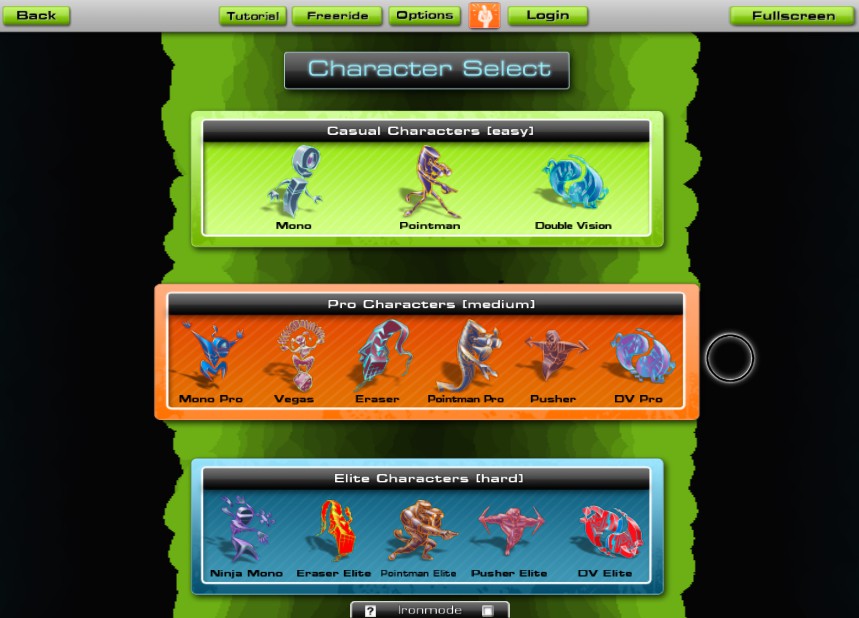 Back Tutorial Freeride Options Login Fullscreen
Character Select
Casual Characters [easy]
Mono Pointman Double Vision
Pro Characters [medium]
Mono Pro Vegas Eraser Pointman Pro Pusher DV Pro
Elite Characters [hard]
Ninja Mono Eraser Elite Pointman Elite Pusher Elite DV Elite
? Ironmode